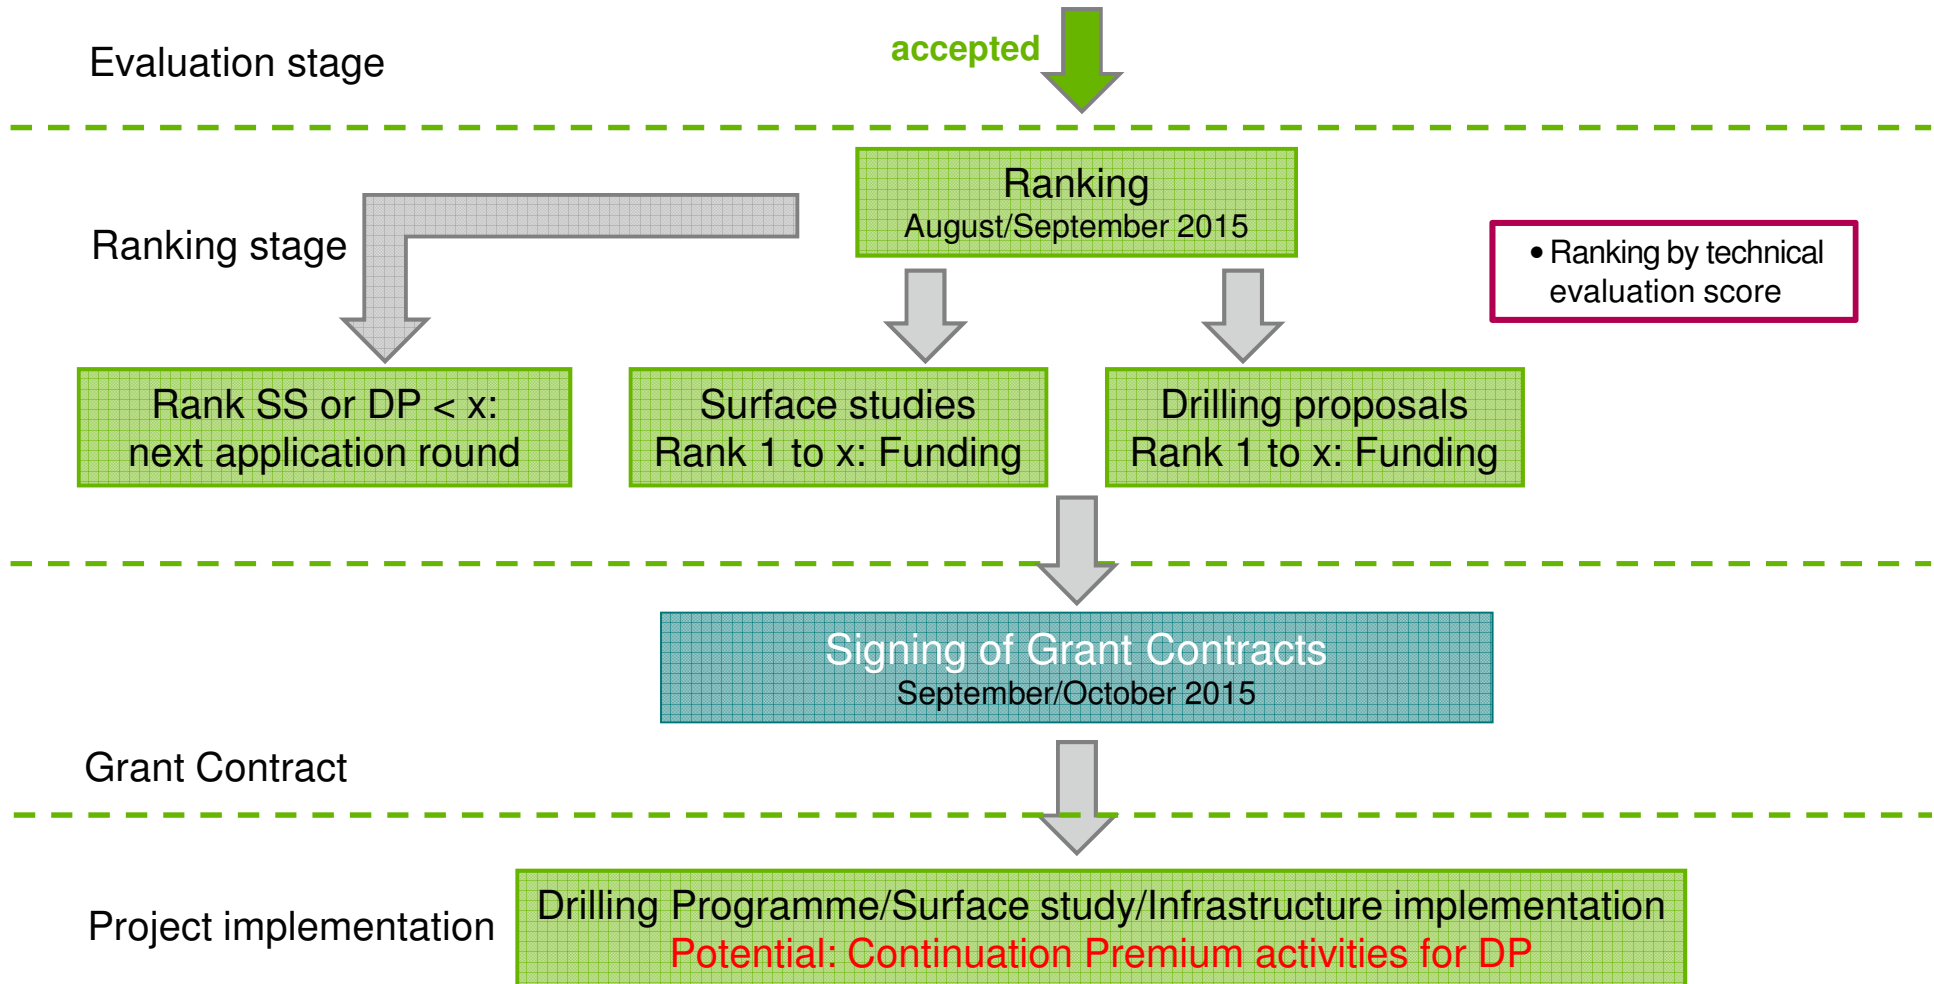 Evaluation stage
accepted
Ranking
August/September 2015
Ranking stage
• Ranking by technical
evaluation score
Rank SS or DP < x:
next application round
Surface studies
Rank 1 to x: Funding
Drilling proposals
Rank 1 to x: Funding
Signing of Grant Contracts
September/October 2015
Grant Contract
Project implementation
Drilling Programme/Surface study/Infrastructure implementation
Potential: Continuation Premium activities for DP